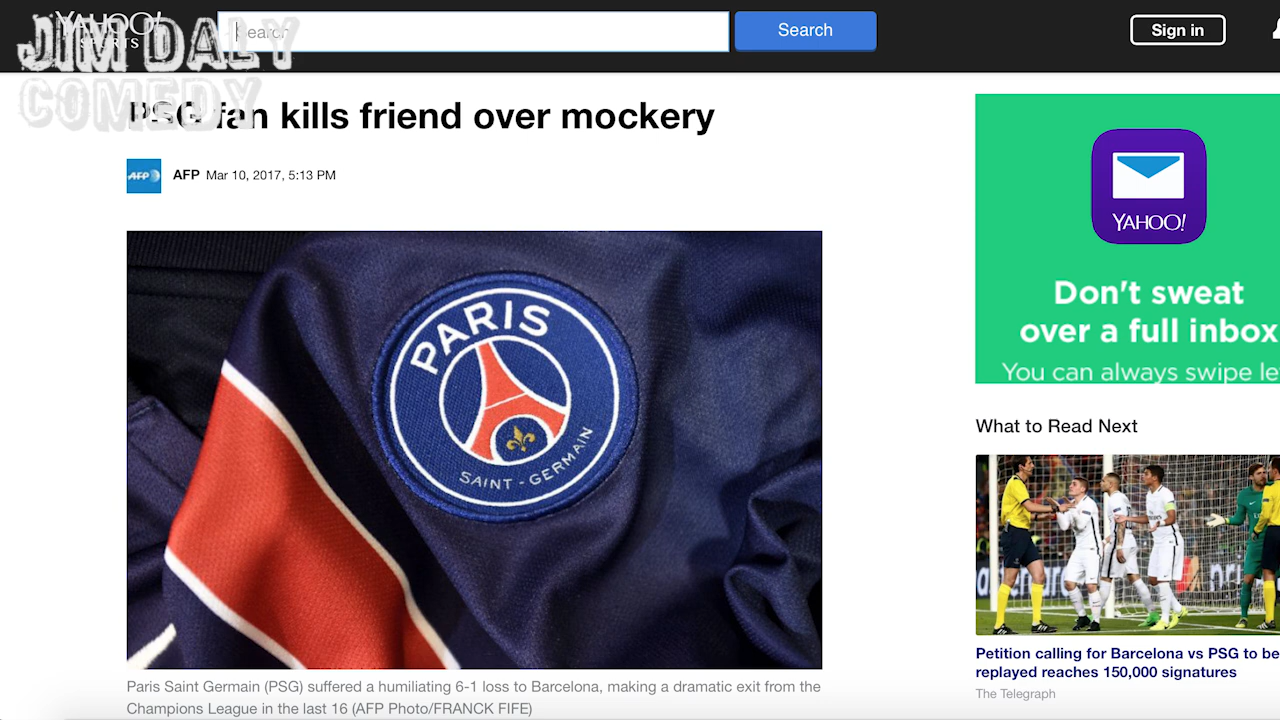 YAHOO!
SPORTS
JIM DALY
COMEDY
Search
Search
Sign in
PSG fan kills friend over mockery
AFP
AFP Mar 10, 2017, 5:13 PM
PARIS
SAINT-GERMAIN
Paris Saint Germain (PSG) suffered a humiliating 6-1 loss to Barcelona, making a dramatic exit from the
Champions League in the last 16 (AFP Photo/FRANCK FIFE)
YAHOO!
Don't sweat
over a full inbox
You can always swipe le
What to Read Next
Petition calling for Barcelona vs PSG to be
replayed reaches 150,000 signatures
The Telegraph